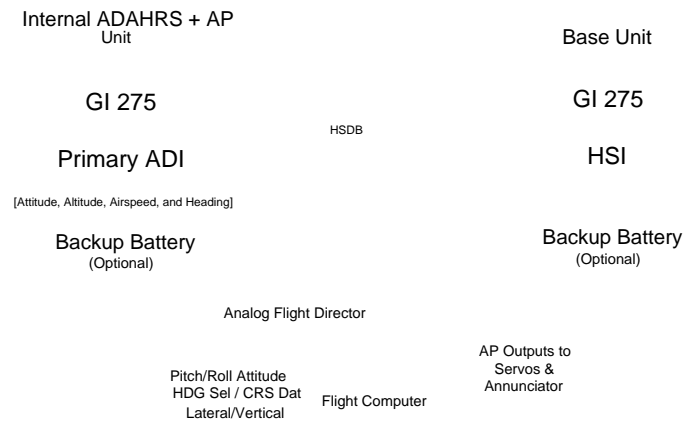 Internal ADAHRS + AP
Unit
Base Unit
GI 275
GI 275
HSDB
Primary ADI
HSI
[Attitude, Altitude, Airspeed, and Heading]
Backup Battery
(Optional)
Backup Battery
(Optional)
Analog Flight Director
AP Outputs to
Servos &
Annunciator
Pitch/Roll Attitude
HDG Sel / CRS Dat
Lateral/Vertical
Flight Computer